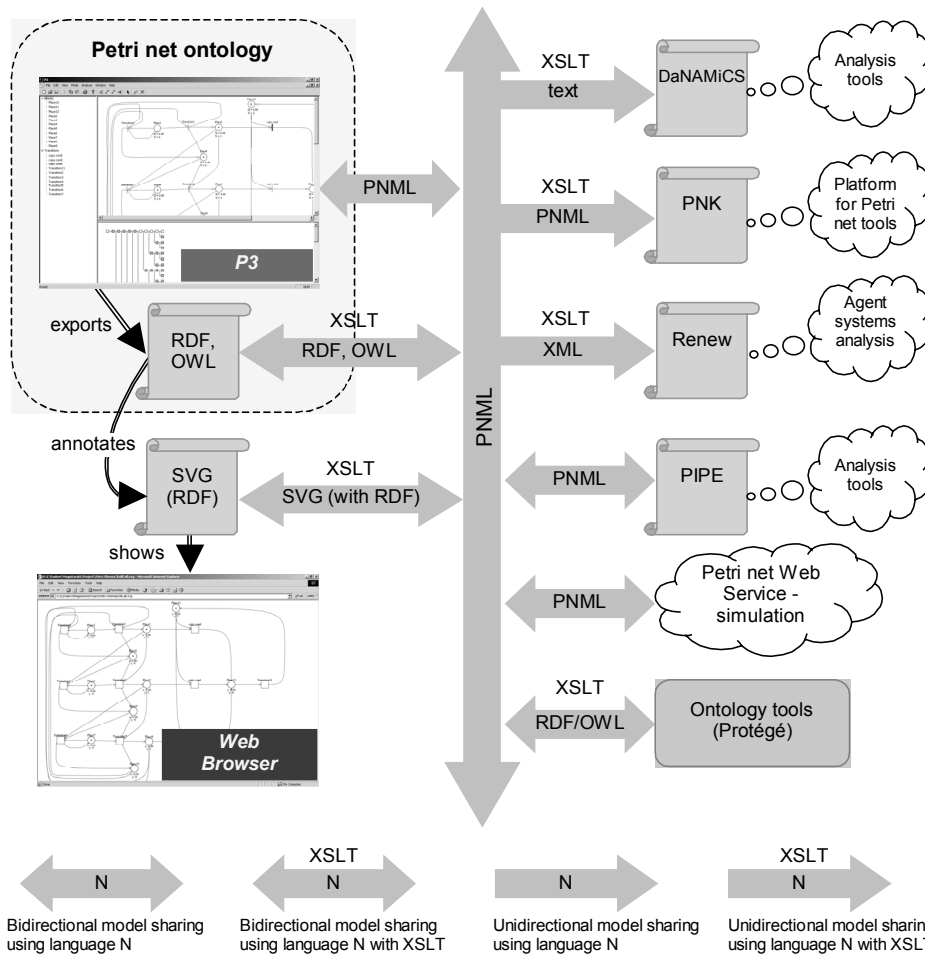 Petri net ontology
P3
PNML
exports
RDF,
OWL
XSLT
RDF, OWL
annotates
SVG
(RDF)
XSLT
SVG (with RDF)
shows
Web
Browser
PNML
XSLT
text
DaNAMiCS
Analysis
tools
XSLT
PNML
PNK
Platform
for Petri
net tools
XSLT
XML
Renew
Agent
systems
analysis
PNML
PIPE
Analysis
tools
PNML
Petri net Web
Service -
simulation
XSLT
RDF/OWL
Ontology tools
(Protégé)
N
Bidirectional model sharing
using language N
XSLT
N
Bidirectional model sharing
using language N with XSLT
N
Unidirectional model sharing
using language N
XSLT
N
Unidirectional model sharin
using language N with XSLT